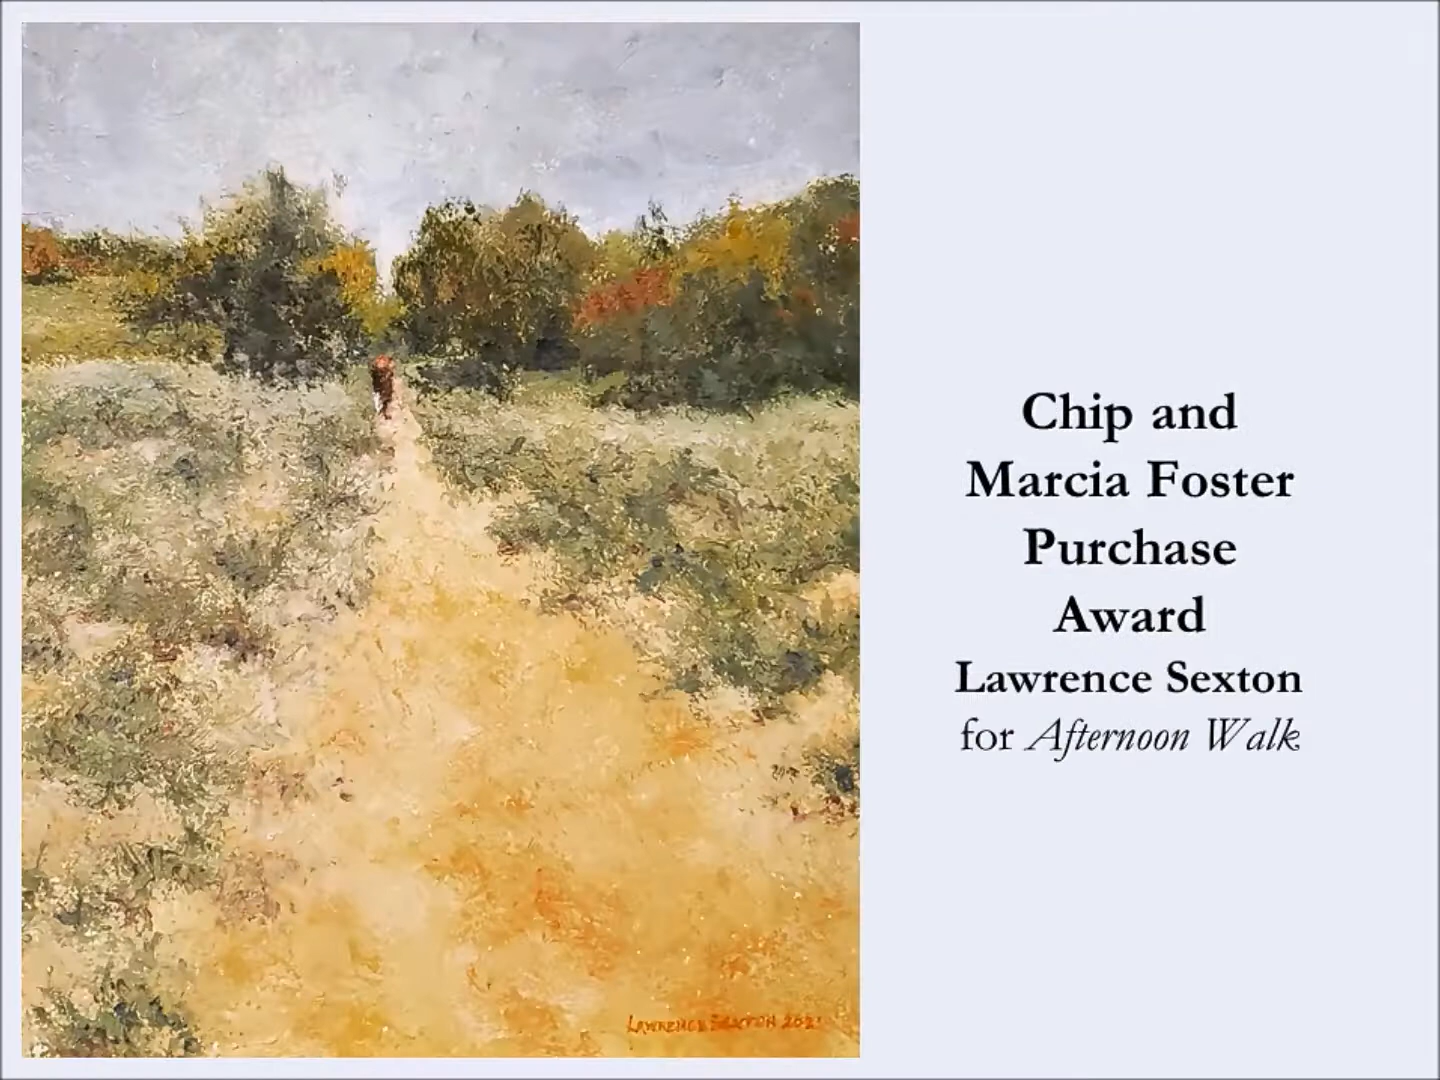 Chip and
Marcia Foster
Purchase
Award
Lawrence Sexton
for Afternoon Walk
LAWRENCE SEXTON 2021